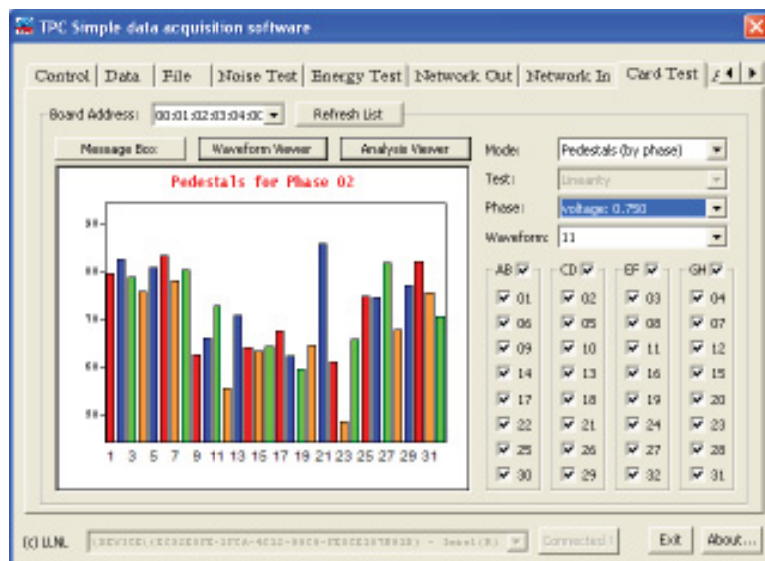 TPC Simple data acquisition software
Control Data File Noise Test Energy Test Network Out Network In Card Test
Board Address: 00:01:02:03:04:0C Refresh List
Message Box Waveform Viewer Analysis Viewer
Mode: Pedestals (by phase)
Test: Linearity
Phase: voltage: 0.750
Waveform: 11
Pedestals for Phase 02
90
80
70
60
50
1 3 5 7 9 11 13 15 17 19 21 23 25 27 29 31
AB CD EF GH
01 02 03 04
06 05 08 07
09 10 11 12
14 13 16 15
17 18 19 20
22 21 24 23
25 26 27 28
30 29 32 31
(c) LLNL Connected ! Exit About...